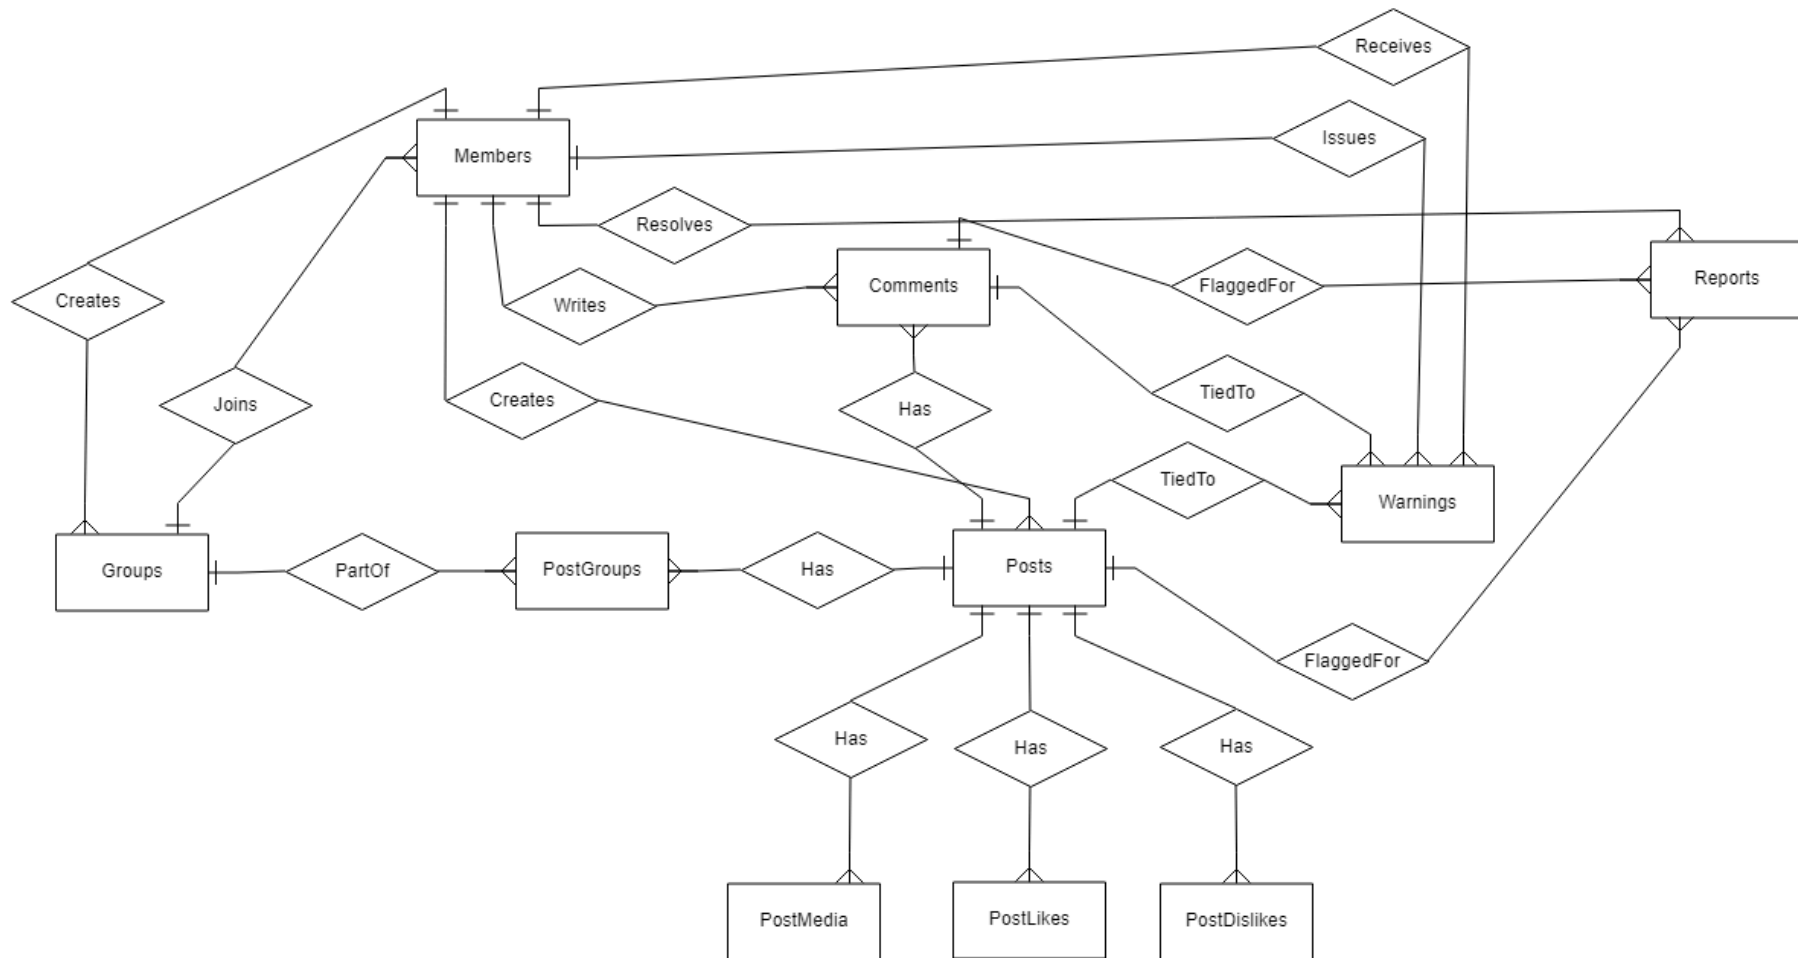 Receives
Issues
Members
Resolves
Reports
Comments
FlaggedFor
Creates
Writes
TiedTo
Creates
Joins
Has
TiedTo
Warnings
Groups
PartOf
PostGroups
Has
Posts
FlaggedFor
Has
Has
Has
PostMedia
PostLikes
PostDislikes